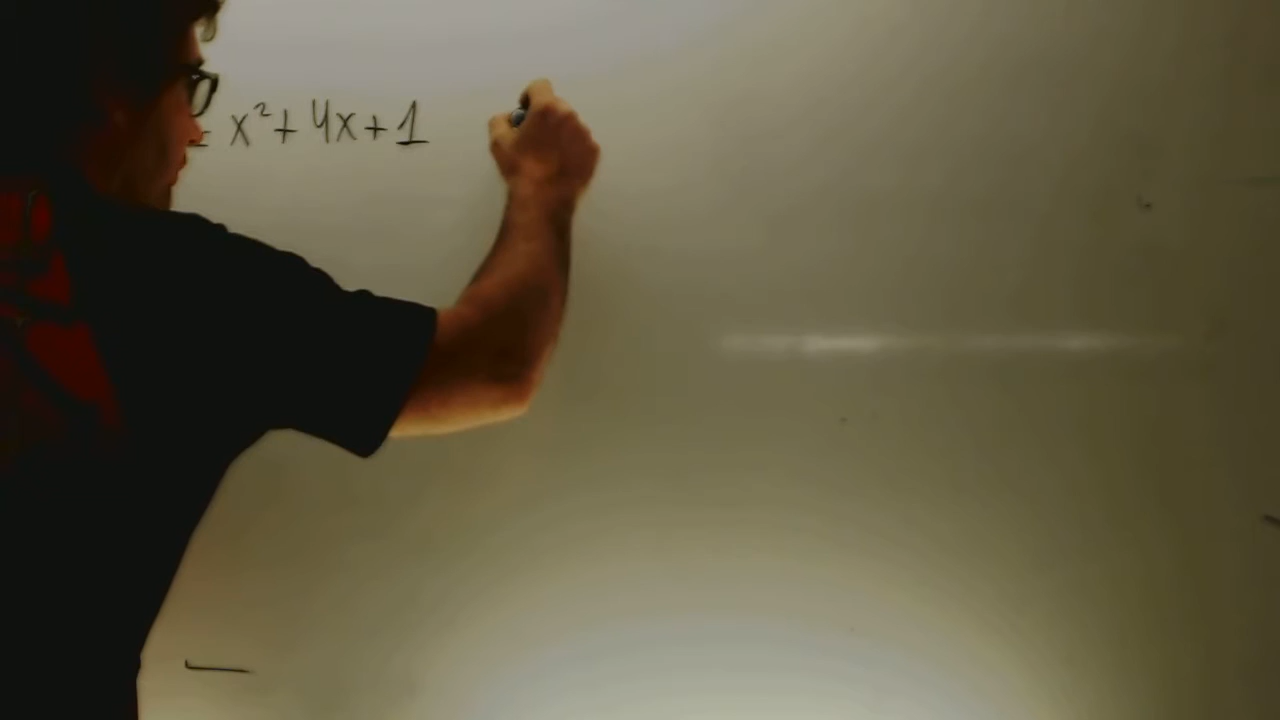 = x² + 4x + 1